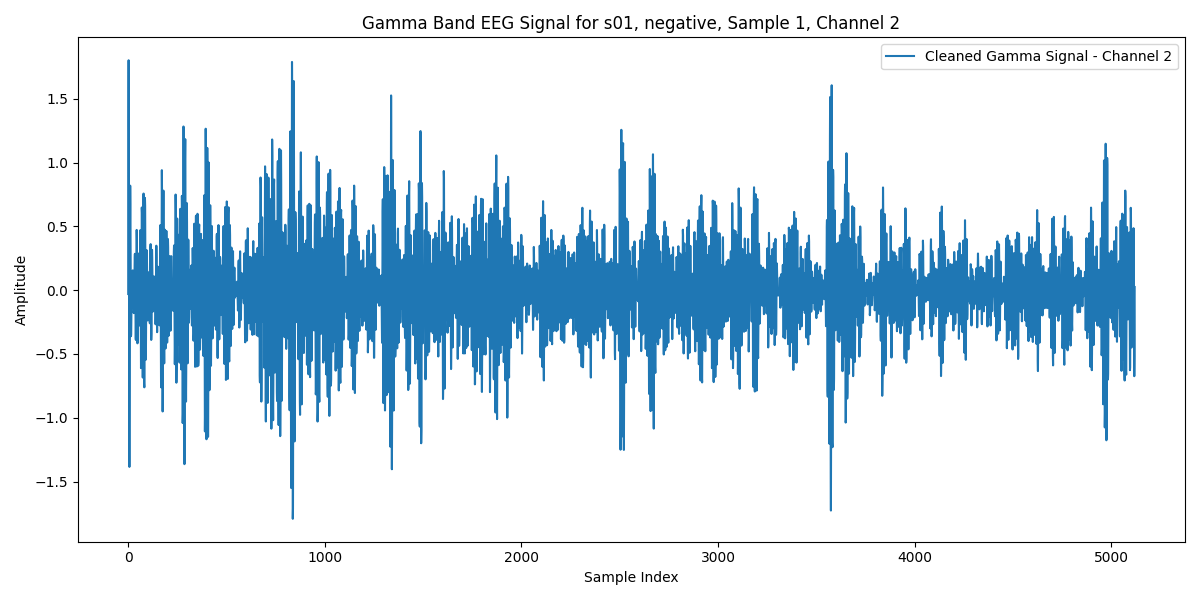 Gamma Band EEG Signal for s01, negative, Sample 1, Channel 2
Cleaned Gamma Signal - Channel 2
1.5
1.0
0.5
0.0
−0.5
−1.0
−1.5
Amplitude
0 1000 2000 3000 4000 5000
Sample Index